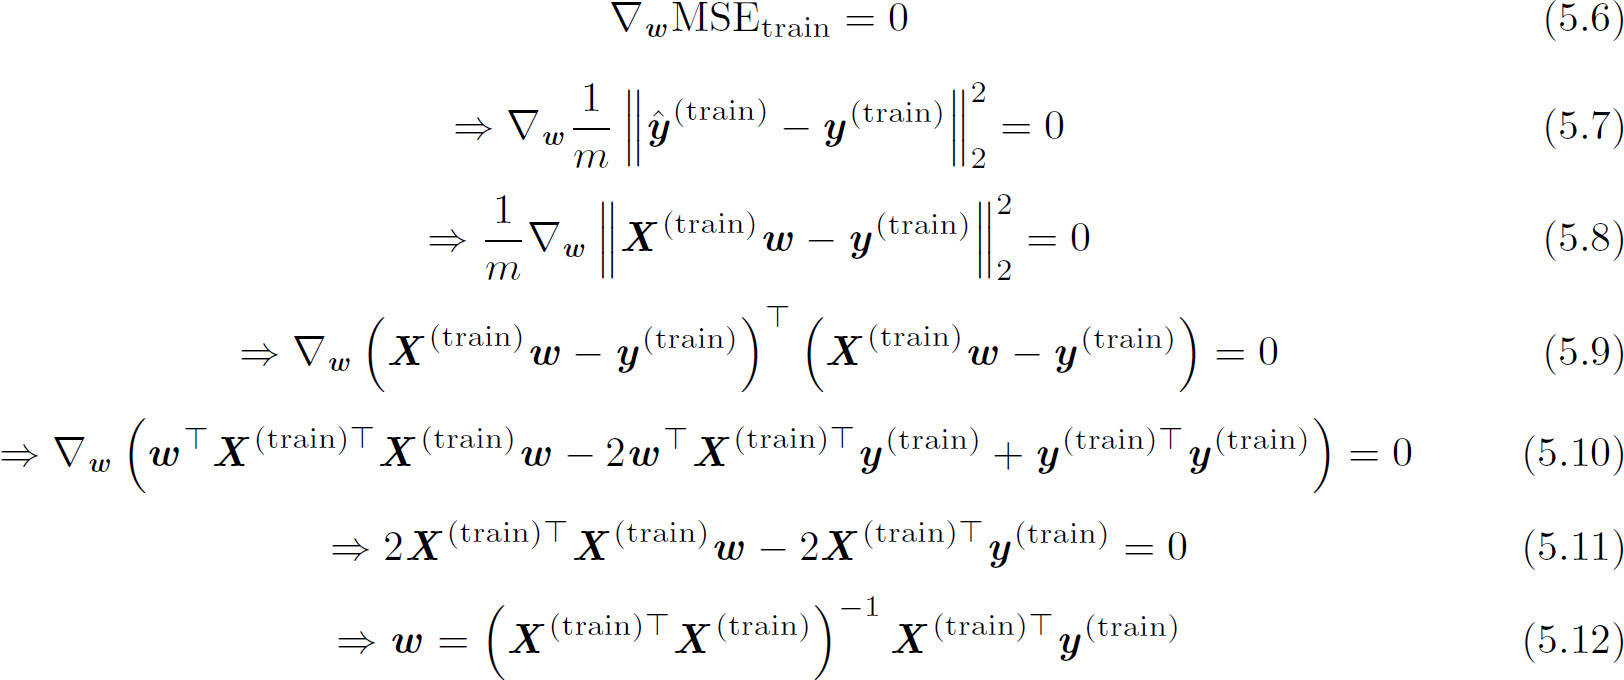 ∇_w MSE_train = 0 (5.6)
⇒ ∇_w 1/m ‖ŷ^(train) − y^(train)‖_2^2 = 0 (5.7)
⇒ 1/m ∇_w ‖X^(train) w − y^(train)‖_2^2 = 0 (5.8)
⇒ ∇_w (X^(train) w − y^(train))^⊤ (X^(train) w − y^(train)) = 0 (5.9)
⇒ ∇_w (w^⊤ X^(train)⊤ X^(train) w − 2w^⊤ X^(train)⊤ y^(train) + y^(train)⊤ y^(train)) = 0 (5.10)
⇒ 2X^(train)⊤ X^(train) w − 2X^(train)⊤ y^(train) = 0 (5.11)
⇒ w = (X^(train)⊤ X^(train))^−1 X^(train)⊤ y^(train) (5.12)